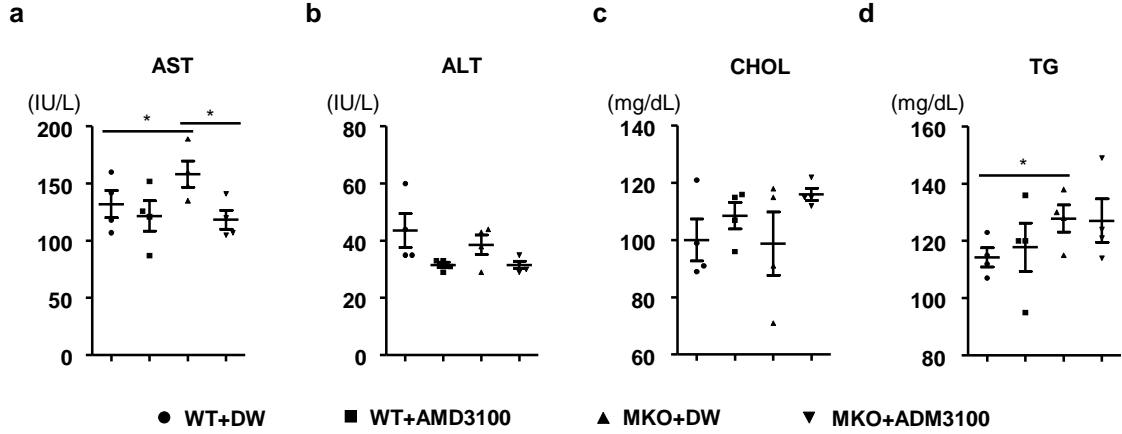 a b c d
AST ALT CHOL TG
(IU/L) (IU/L) (mg/dL) (mg/dL)
* * *
200 80 140 160
150 60 120 140
100 40 100 120
50 20 80 100
0 0 60 80
WT+DW WT+AMD3100 MKO+DW MKO+ADM3100